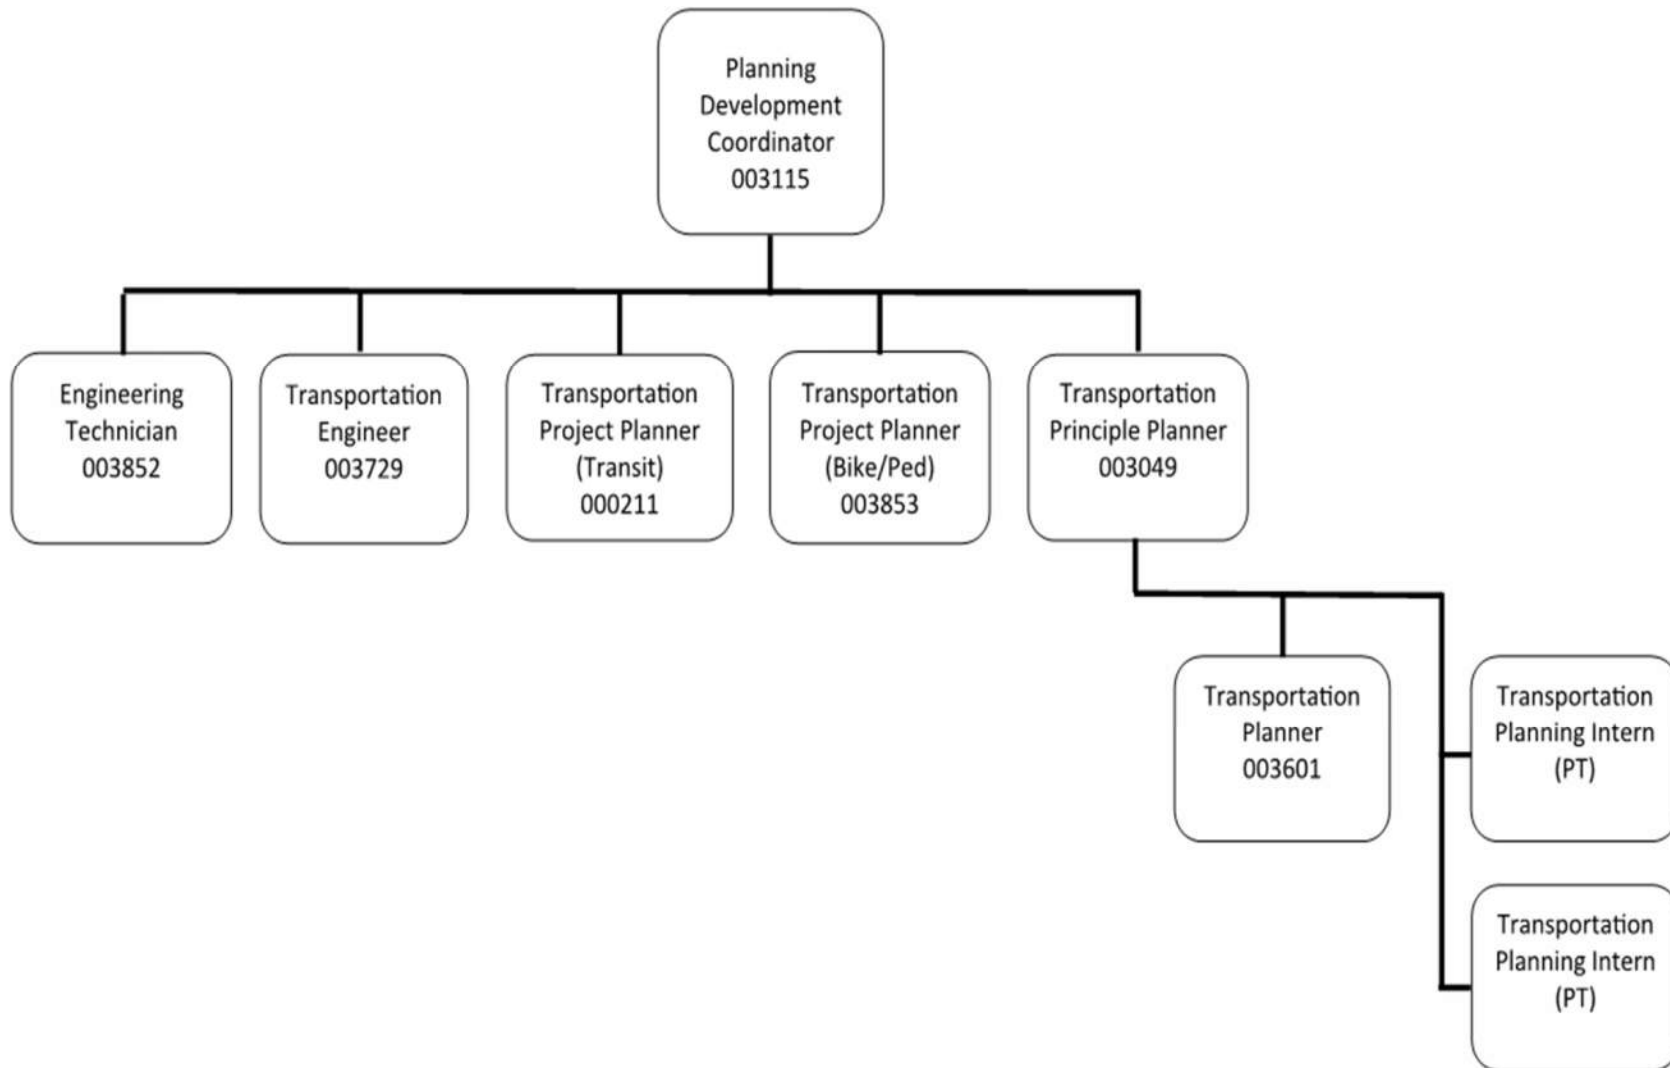 Planning
Development
Coordinator
003115
Engineering
Technician
003852
Transportation
Engineer
003729
Transportation
Project Planner
(Transit)
000211
Transportation
Project Planner
(Bike/Ped)
003853
Transportation
Principle Planner
003049
Transportation
Planner
003601
Transportation
Planning Intern
(PT)
Transportation
Planning Intern
(PT)